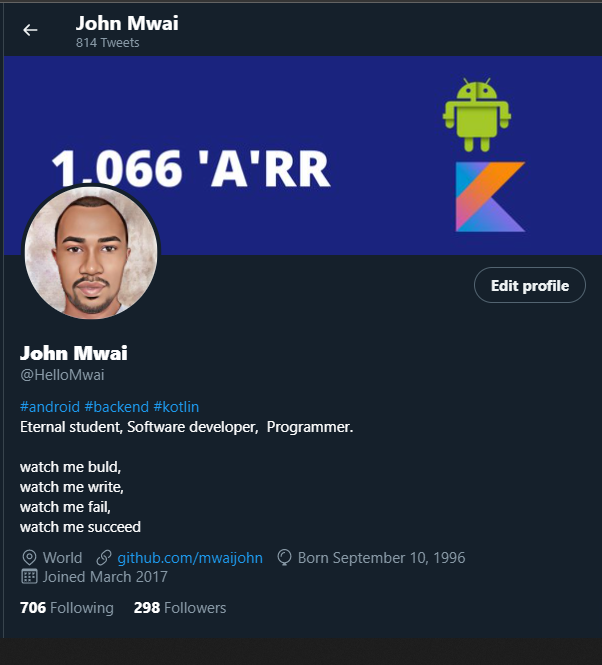 John Mwai
814 Tweets
1.066 'A'RR
Edit profile
John Mwai
@HelloMwai
#android #backend #kotlin
Eternal student, Software developer, Programmer.
watch me buld,
watch me write,
watch me fail,
watch me succeed
World github.com/mwaijohn Born September 10, 1996
Joined March 2017
706 Following 298 Followers